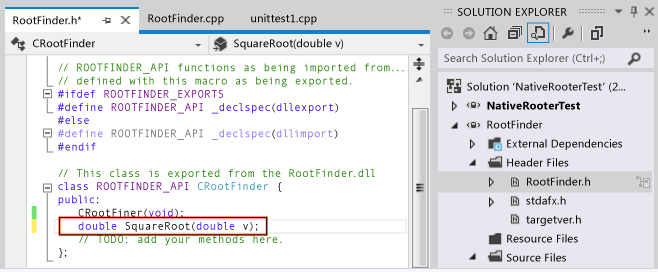 RootFinder.h*
RootFinder.cpp
unittest1.cpp
CRootFinder
SquareRoot(double v)
// ROOTFINDER_API functions as being imported from...
// defined with this macro as being exported.
#ifdef ROOTFINDER_EXPORTS
#define ROOTFINDER_API _declspec(dllexport)
#else
#define ROOTFINDER_API _declspec(dllimport)
#endif
// This class is exported from the RootFinder.dll
class ROOTFINDER_API CRootFinder {
public:
CRootFiner(void);
double SquareRoot(double v);
// TODO: add your methods here.
};
SOLUTION EXPLORER
Search Solution Explorer (Ctrl+;)
Solution 'NativeRooterTest' (2...
NativeRooterTest
RootFinder
External Dependencies
Header Files
RootFinder.h
stdafx.h
targetver.h
Resource Files
Source Files